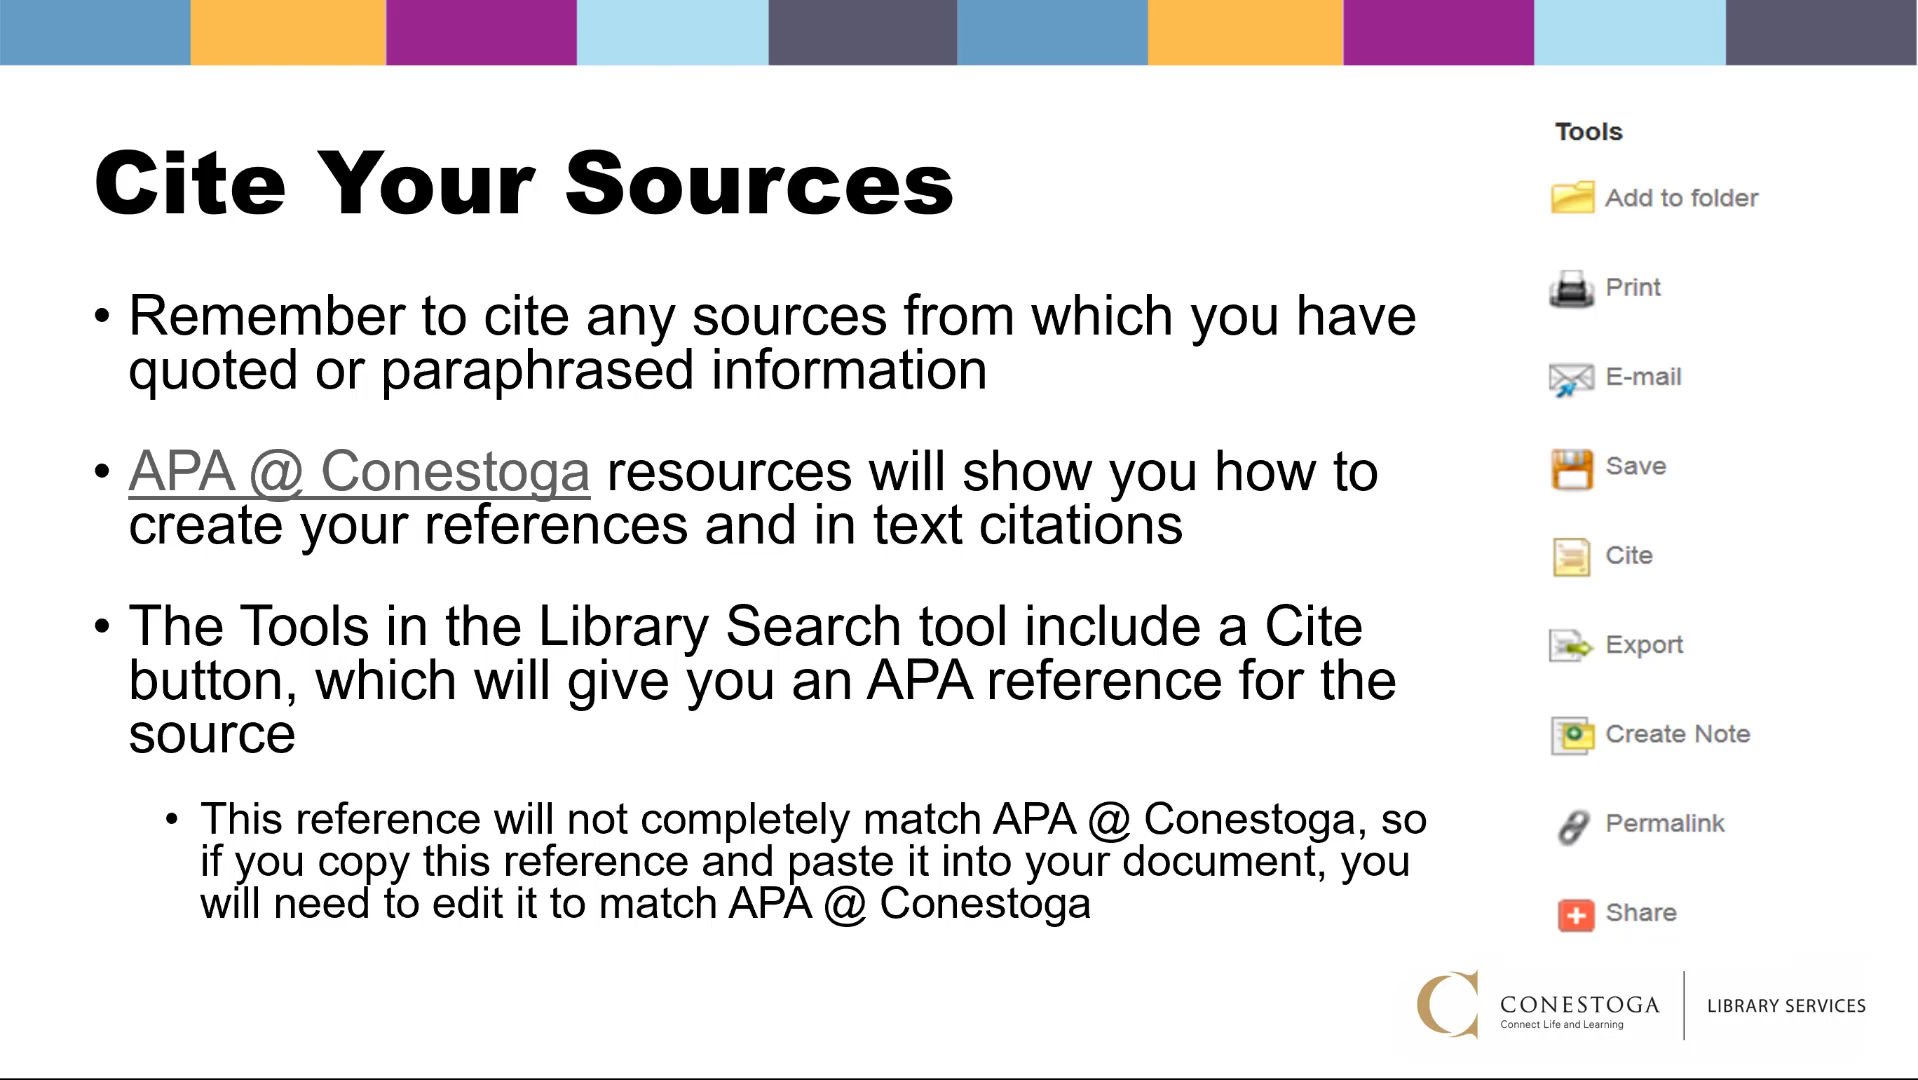 Cite Your Sources
• Remember to cite any sources from which you have
quoted or paraphrased information
• APA @ Conestoga resources will show you how to
create your references and in text citations
• The Tools in the Library Search tool include a Cite
button, which will give you an APA reference for the
source
• This reference will not completely match APA @ Conestoga, so
if you copy this reference and paste it into your document, you
will need to edit it to match APA @ Conestoga
Tools
Add to folder
Print
E-mail
Save
Cite
Export
Create Note
Permalink
Share
CONESTOGA
Connect Life and Learning
LIBRARY SERVICES